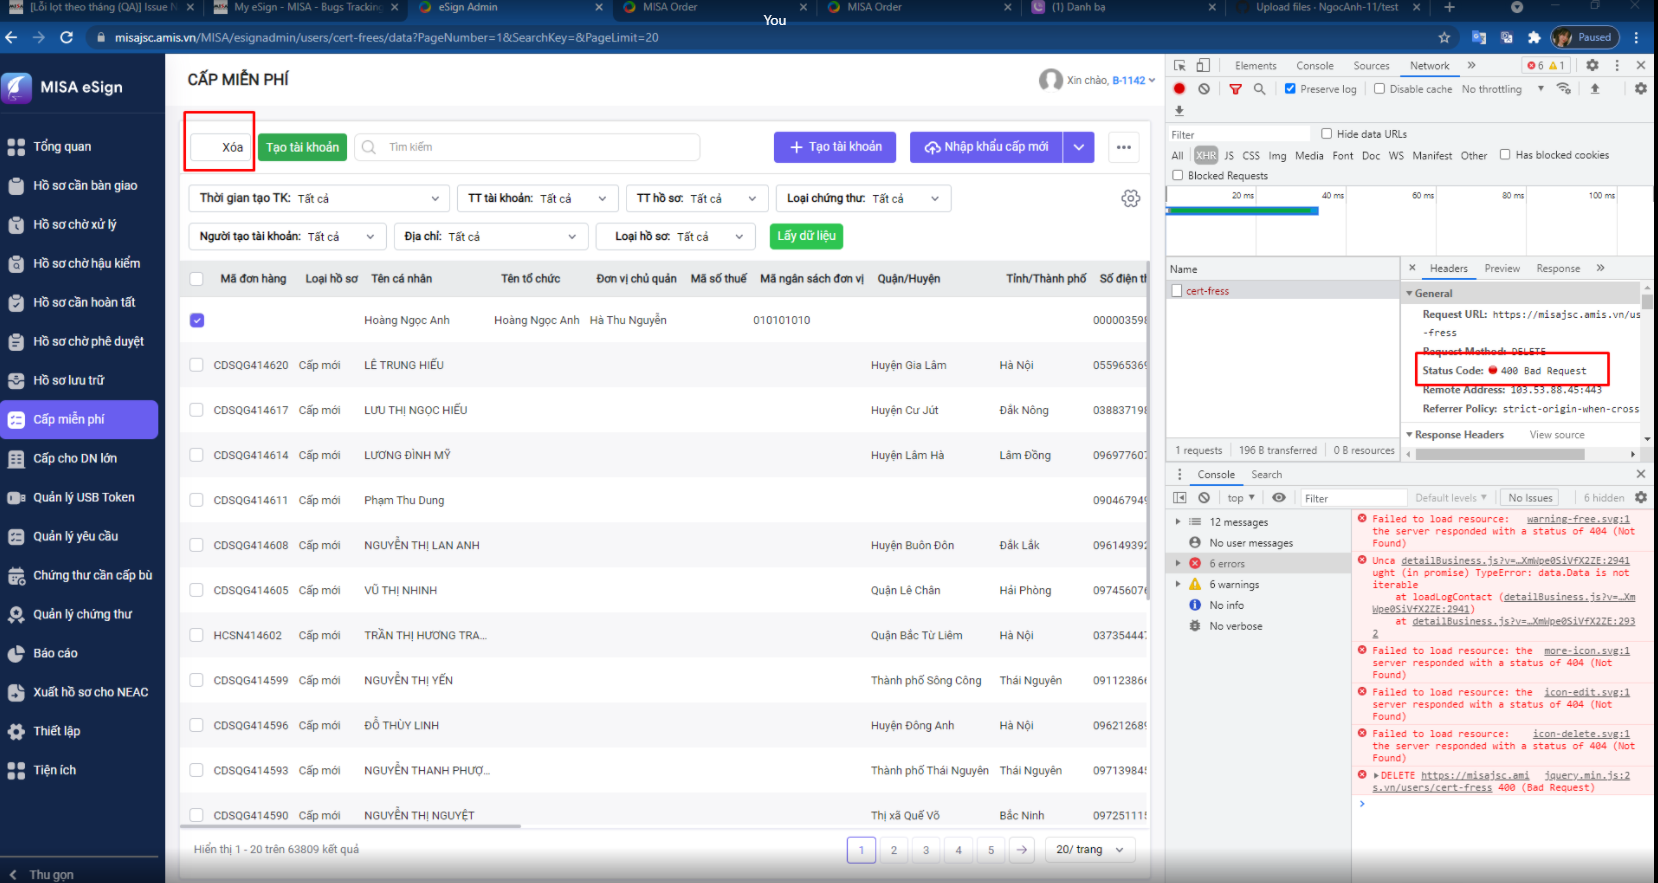 [Lỗi lọt theo tháng (QA)] Issue N
My eSign - MISA - Bugs Tracking
eSign Admin
MISA Order
MISA Order
(1) Danh bạ
Upload files - NgocAnh-11/test
You
misajsc.amis.vn/MISA/esignadmin/users/cert-frees/data?PageNumber=1&SearchKey=&PageLimit=20
Paused
MISA eSign
Tổng quan
Hồ sơ cần bàn giao
Hồ sơ chờ xử lý
Hồ sơ chờ hậu kiểm
Hồ sơ cần hoàn tất
Hồ sơ chờ phê duyệt
Hồ sơ lưu trữ
Cấp miễn phí
Cấp cho DN lớn
Quản lý USB Token
Quản lý yêu cầu
Chứng thư cần cấp bù
Quản lý chứng thư
Báo cáo
Xuất hồ sơ cho NEAC
Thiết lập
Tiện ích
Thu gọn
CẤP MIỄN PHÍ
Xin chào, B-1142
Xóa Tạo tài khoản Tìm kiếm + Tạo tài khoản Nhập khẩu cấp mới
Thời gian tạo TK: Tất cả TT tài khoản: Tất cả TT hồ sơ: Tất cả Loại chứng thư: Tất cả
Người tạo tài khoản: Tất cả Địa chỉ: Tất cả Loại hồ sơ: Tất cả Lấy dữ liệu
Mã đơn hàng Loại hồ sơ Tên cá nhân Tên tổ chức Đơn vị chủ quản Mã số thuế Mã ngân sách đơn vị Quận/Huyện Tỉnh/Thành phố Số điện th
Hoàng Ngọc Anh Hoàng Ngọc Anh Hà Thu Nguyễn 010101010 000003598
CDSQG414620 Cấp mới LÊ TRUNG HIẾU Huyện Gia Lâm Hà Nội 055965369
CDSQG414617 Cấp mới LƯU THỊ NGỌC HIẾU Huyện Cư Jút Đắk Nông 038837198
CDSQG414614 Cấp mới LƯƠNG ĐÌNH MỸ Huyện Lâm Hà Lâm Đồng 096977607
CDSQG414611 Cấp mới Phạm Thu Dung 090467949
CDSQG414608 Cấp mới NGUYỄN THỊ LAN ANH Huyện Buôn Đôn Đắk Lắk 096149392
CDSQG414605 Cấp mới VŨ THỊ NHINH Quận Lê Chân Hải Phòng 097456076
HCSN414602 Cấp mới TRẦN THỊ HƯƠNG TRA... Quận Bắc Từ Liêm Hà Nội 037354447
CDSQG414599 Cấp mới NGUYỄN THỊ YẾN Thành phố Sông Công Thái Nguyên 091123866
CDSQG414596 Cấp mới ĐỖ THÙY LINH Huyện Đông Anh Hà Nội 096212689
CDSQG414593 Cấp mới NGUYỄN THANH PHƯỢ... Thành phố Thái Nguyên Thái Nguyên 097139845
CDSQG414590 Cấp mới NGUYỄN THỊ NGUYỆT Thị xã Quế Võ Bắc Ninh 097251115
Hiển thị 1 - 20 trên 63809 kết quả 1 2 3 4 5 20/ trang
Elements Console Sources Network 6 1
Preserve log Disable cache No throttling
Filter Hide data URLs
All XHR JS CSS Img Media Font Doc WS Manifest Other Has blocked cookies
Blocked Requests
20 ms 40 ms 60 ms 80 ms 100 ms
Name
cert-fress
1 requests 196 B transferred 0 B resources
Headers Preview Response
General
Request URL: https://misajsc.amis.vn/us
-fress
Request Method: DELETE
Status Code: 400 Bad Request
Remote Address: 103.53.88.45:443
Referrer Policy: strict-origin-when-cross
Response Headers View source
Console Search
top Filter Default levels No Issues 6 hidden
12 messages
No user messages
6 errors
6 warnings
No info
No verbose
Failed to load resource: warning-free.svg:1
the server responded with a status of 404 (Not
Found)
Unca detailBusiness.js?v=…XmWpe0SiVfX2ZE:2941
ught (in promise) TypeError: data.Data is not
iterable
at loadLogContact (detailBusiness.js?v=…Xm
Wpe0SiVfX2ZE:2941)
at detailBusiness.js?v=…XmWpe0SiVfX2ZE:293
2
Failed to load resource: the more-icon.svg:1
server responded with a status of 404 (Not
Found)
Failed to load resource: the icon-edit.svg:1
server responded with a status of 404 (Not
Found)
Failed to load resource: icon-delete.svg:1
the server responded with a status of 404 (Not
Found)
DELETE https://misajsc.ami jquery.min.js:2
s.vn/users/cert-fress 400 (Bad Request)